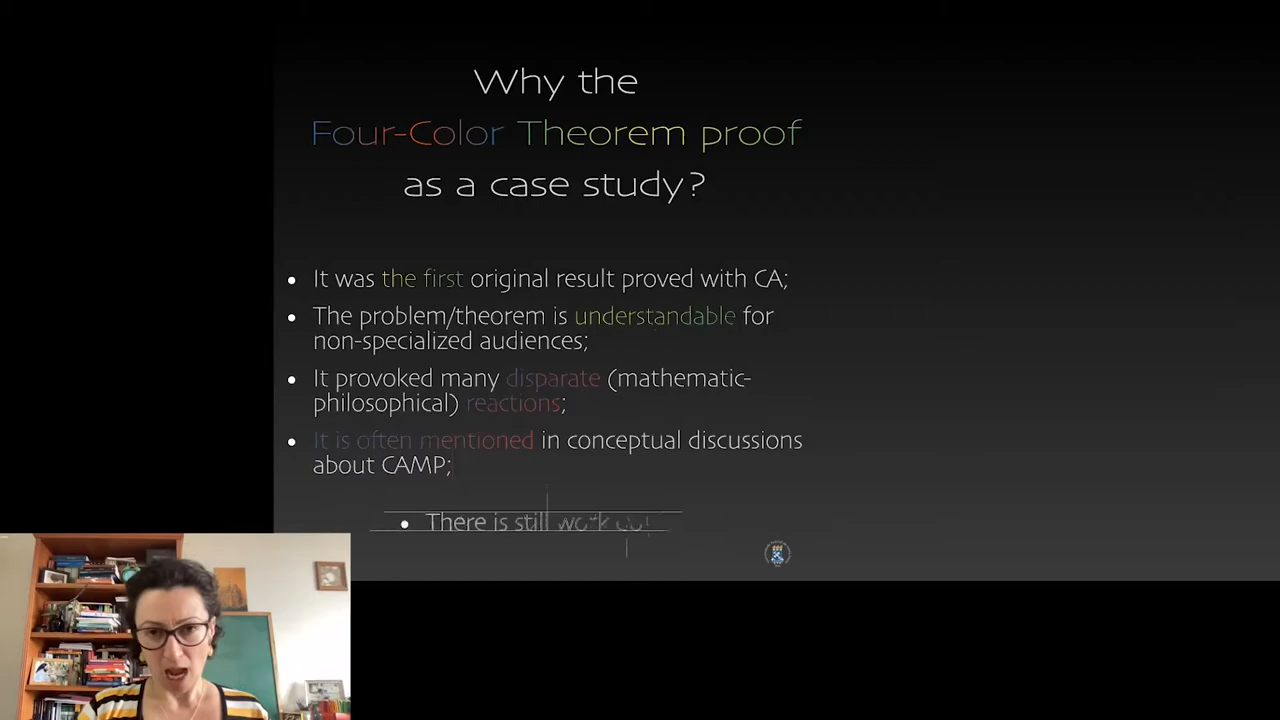 Why the
Four-Color Theorem proof
as a case study?
• It was the first original result proved with CA;
• The problem/theorem is understandable for
non-specialized audiences;
• It provoked many disparate (mathematic-
philosophical) reactions;
• It is often mentioned in conceptual discussions
about CAMP;
• There is still work